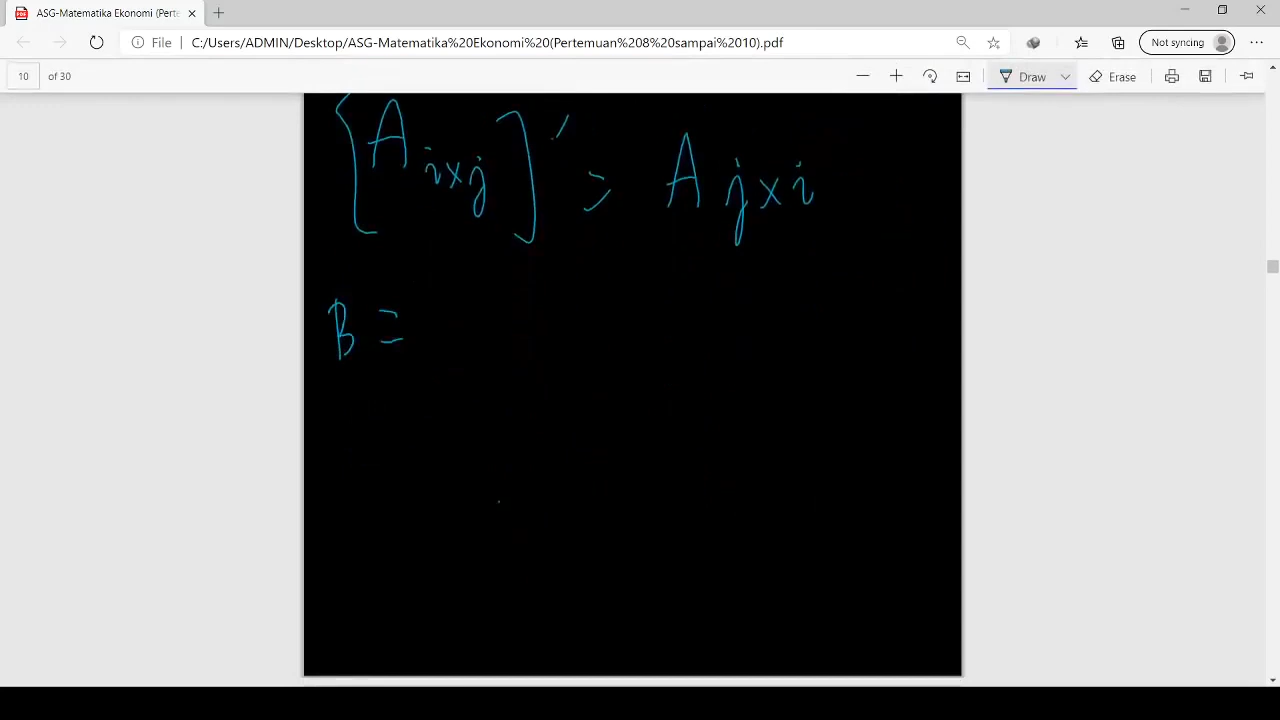 ASG-Matematika Ekonomi (Perte
File C:/Users/ADMIN/Desktop/ASG-Matematika%20Ekonomi%20(Pertemuan%208%20sampai%2010).pdf Not syncing
10 of 30 Draw Erase
[A i×j]' = A j×i
B =